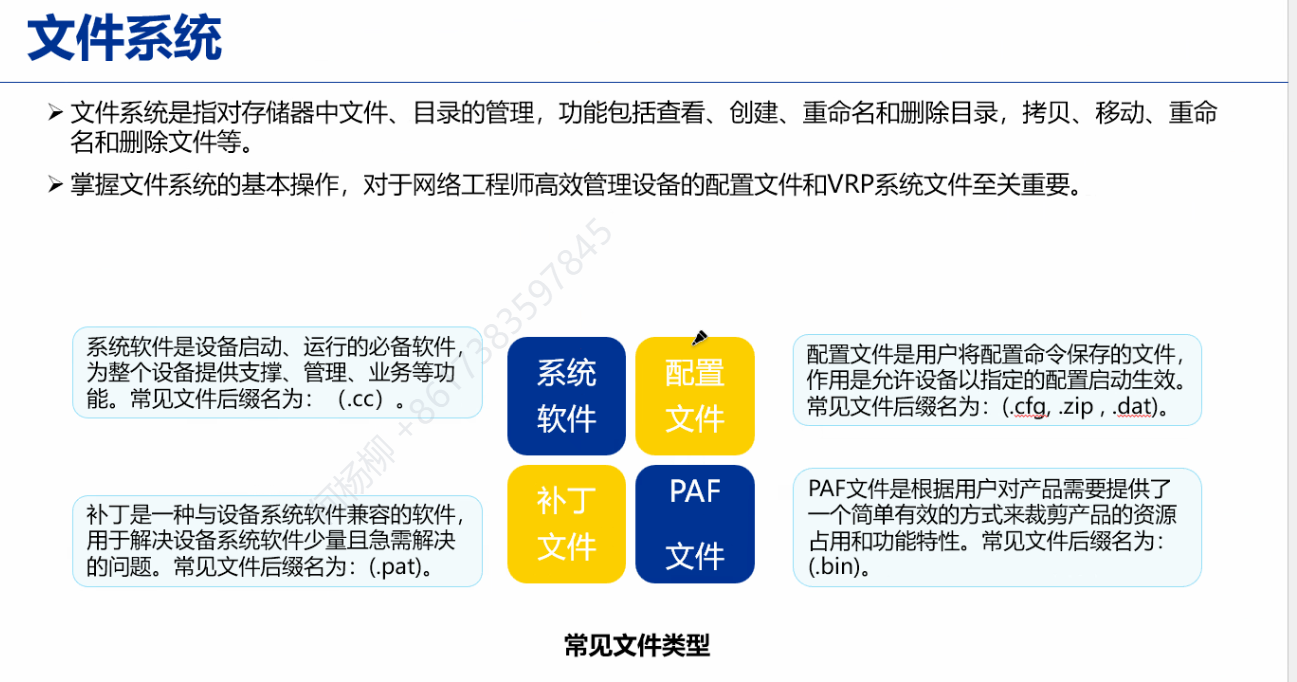 文件系统
文件系统是指对存储器中文件、目录的管理，功能包括查看、创建、重命名和删除目录，拷贝、移动、重命
名和删除文件等。
掌握文件系统的基本操作，对于网络工程师高效管理设备的配置文件和VRP系统文件至关重要。
系统软件是设备启动、运行的必备软件，
为整个设备提供支撑、管理、业务等功
能。常见文件后缀名为：（.cc）。
系统
软件
配置
文件
配置文件是用户将配置命令保存的文件，
作用是允许设备以指定的配置启动生效。
常见文件后缀名为：(.cfg, .zip , .dat)。
补丁是一种与设备系统软件兼容的软件，
用于解决设备系统软件少量且急需解决
的问题。常见文件后缀名为：(.pat)。
补丁
文件
PAF
文件
PAF文件是根据用户对产品需要提供了
一个简单有效的方式来裁剪产品的资源
占用和功能特性。常见文件后缀名为：
(.bin)。
常见文件类型
杨柳 +8617383597845